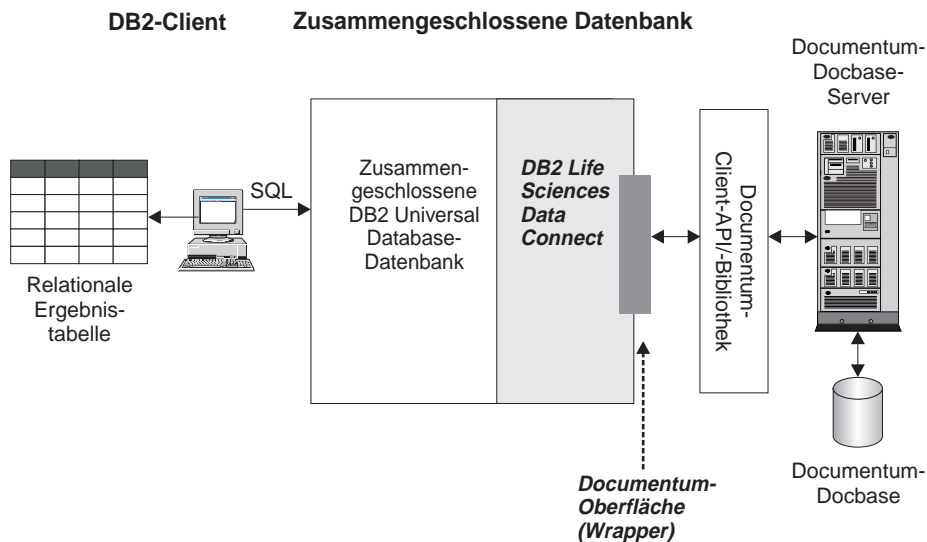 DB2-Client
Zusammengeschlossene Datenbank
Documentum-
Docbase-
Server
Relationale
Ergebnis-
tabelle
SQL
Zusammen-
geschlossene
DB2 Universal
Database-
Datenbank
DB2 Life
Sciences
Data
Connect
Documentum-
Client-API/-Bibliothek
Documentum-
Oberfläche
(Wrapper)
Documentum-
Docbase